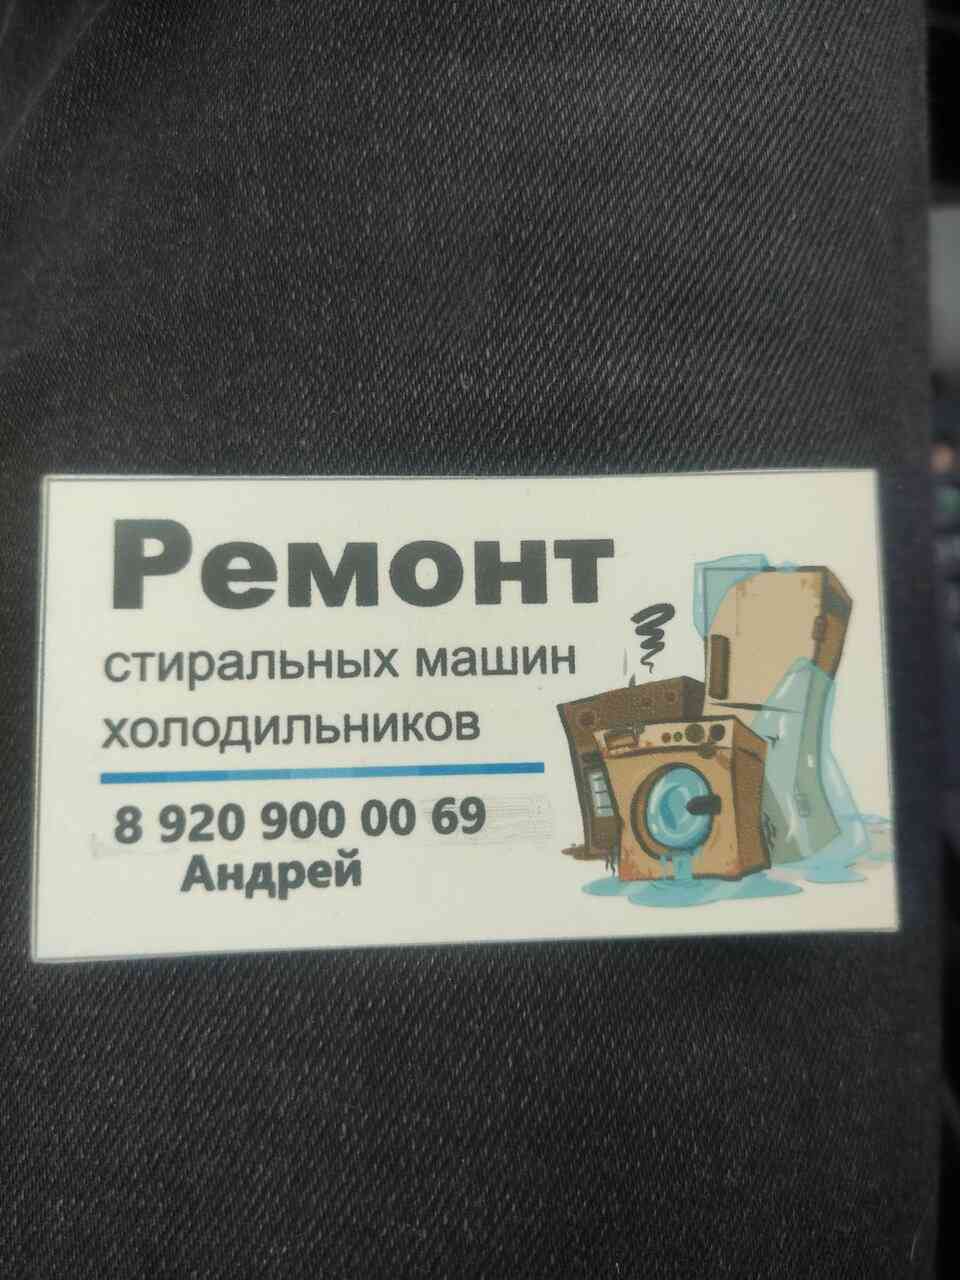 Ремонт
стиральных машин
холодильников
8 920 900 00 69
Андрей